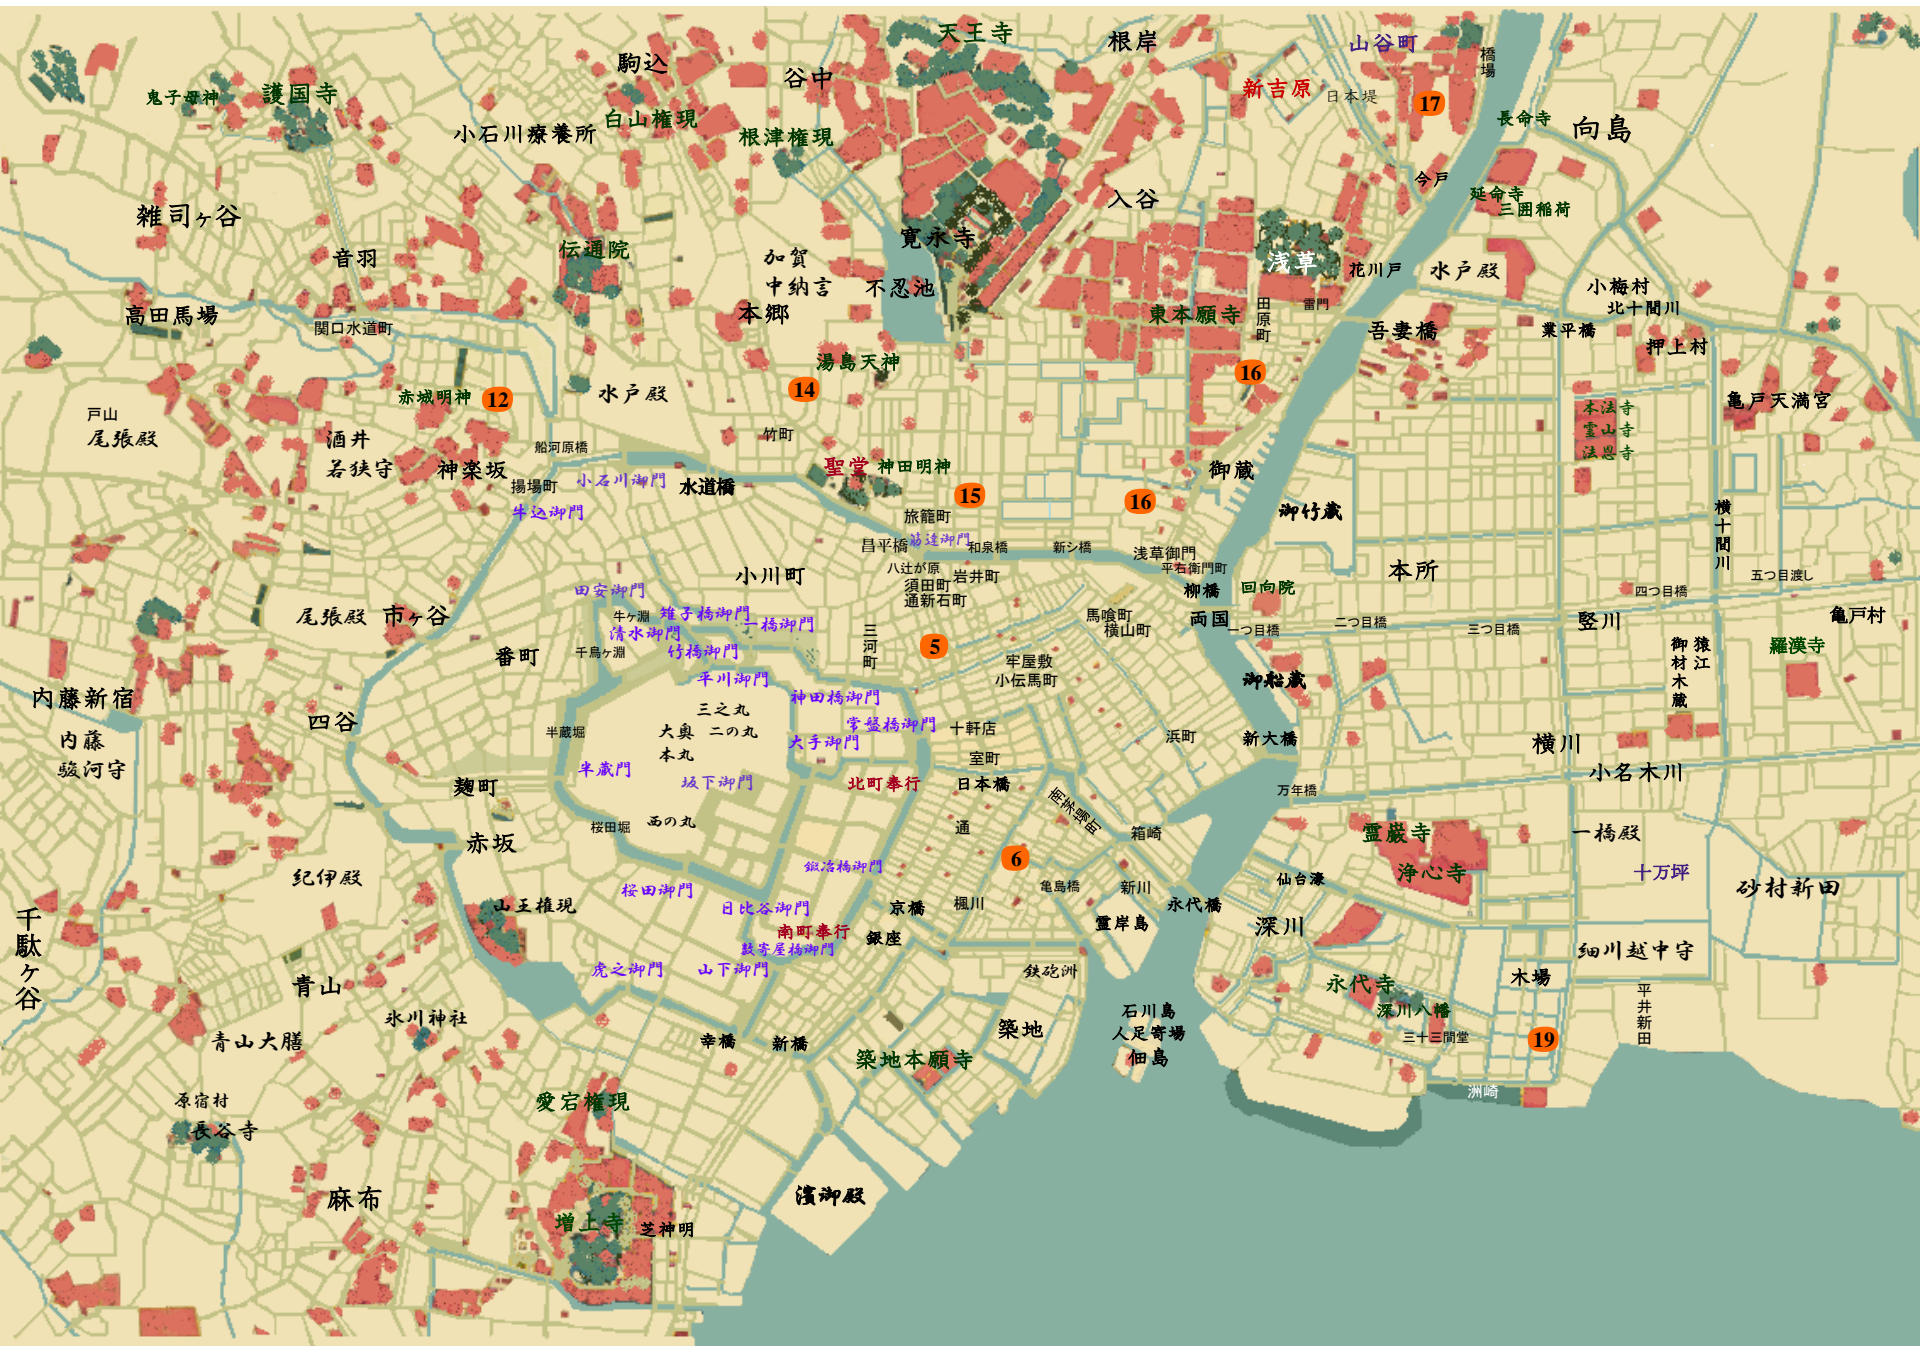 天王寺
根岸
山谷町
橋場
駒込
谷中
新吉原
日本堤
17
鬼子母神
護国寺
小石川療養所
白山権現
根津権現
長命寺
向島
雑司ヶ谷
入谷
今戸
延命寺
三囲稲荷
音羽
伝通院
加賀
中納言
本郷
寛永寺
不忍池
浅草
花川戸
水戸殿
小梅村
北十間川
高田馬場
関口水道町
東本願寺
田原町
雷門
吾妻橋
業平橋
押上村
湯島天神
14
16
赤城明神
12
水戸殿
亀戸天満宮
戸山
尾張殿
酒井
若狭守
神楽坂
船河原橋
竹町
本法寺
霊山寺
法恩寺
揚場町
小石川御門
水道橋
聖堂
神田明神
15
16
御蔵
牛込御門
旅籠町
御竹蔵
横十間川
昌平橋
筋違御門
和泉橋
新シ橋
浅草御門
平右衛門町
八辻が原
須田町
岩井町
通新石町
小川町
柳橋
回向院
本所
四つ目橋
五つ目渡し
田安御門
尾張殿
市ヶ谷
牛ヶ淵
雉子橋御門
一橋御門
清水御門
馬喰町
横山町
両国
一つ目橋
二つ目橋
三つ目橋
竪川
亀戸村
番町
千鳥ヶ淵
竹橋御門
三河町
5
牢屋敷
小伝馬町
御船蔵
猿江
御材木蔵
羅漢寺
平川御門
神田橋御門
内藤新宿
四谷
三之丸
大奥
二の丸
本丸
常盤橋御門
大手御門
十軒店
浜町
新大橋
半蔵堀
内藤
駿河守
半蔵門
坂下御門
北町奉行
室町
日本橋
横川
小名木川
麹町
万年橋
南茅場町
桜田堀
西の丸
通
箱崎
霊巌寺
一橋殿
赤坂
6
鍛冶橋御門
浄心寺
十万坪
砂村新田
紀伊殿
桜田御門
亀島橋
新川
仙台濠
山王権現
日比谷御門
京橋
楓川
永代橋
千駄ヶ谷
南町奉行
数寄屋橋御門
銀座
霊岸島
深川
細川越中守
虎之御門
山下御門
鉄砲洲
木場
青山
永代寺
深川八幡
平井新田
氷川神社
石川島
人足寄場
佃島
青山大膳
幸橋
新橋
築地
築地本願寺
三十三間堂
19
原宿村
長谷寺
愛宕権現
洲崎
麻布
濱御殿
増上寺
芝神明